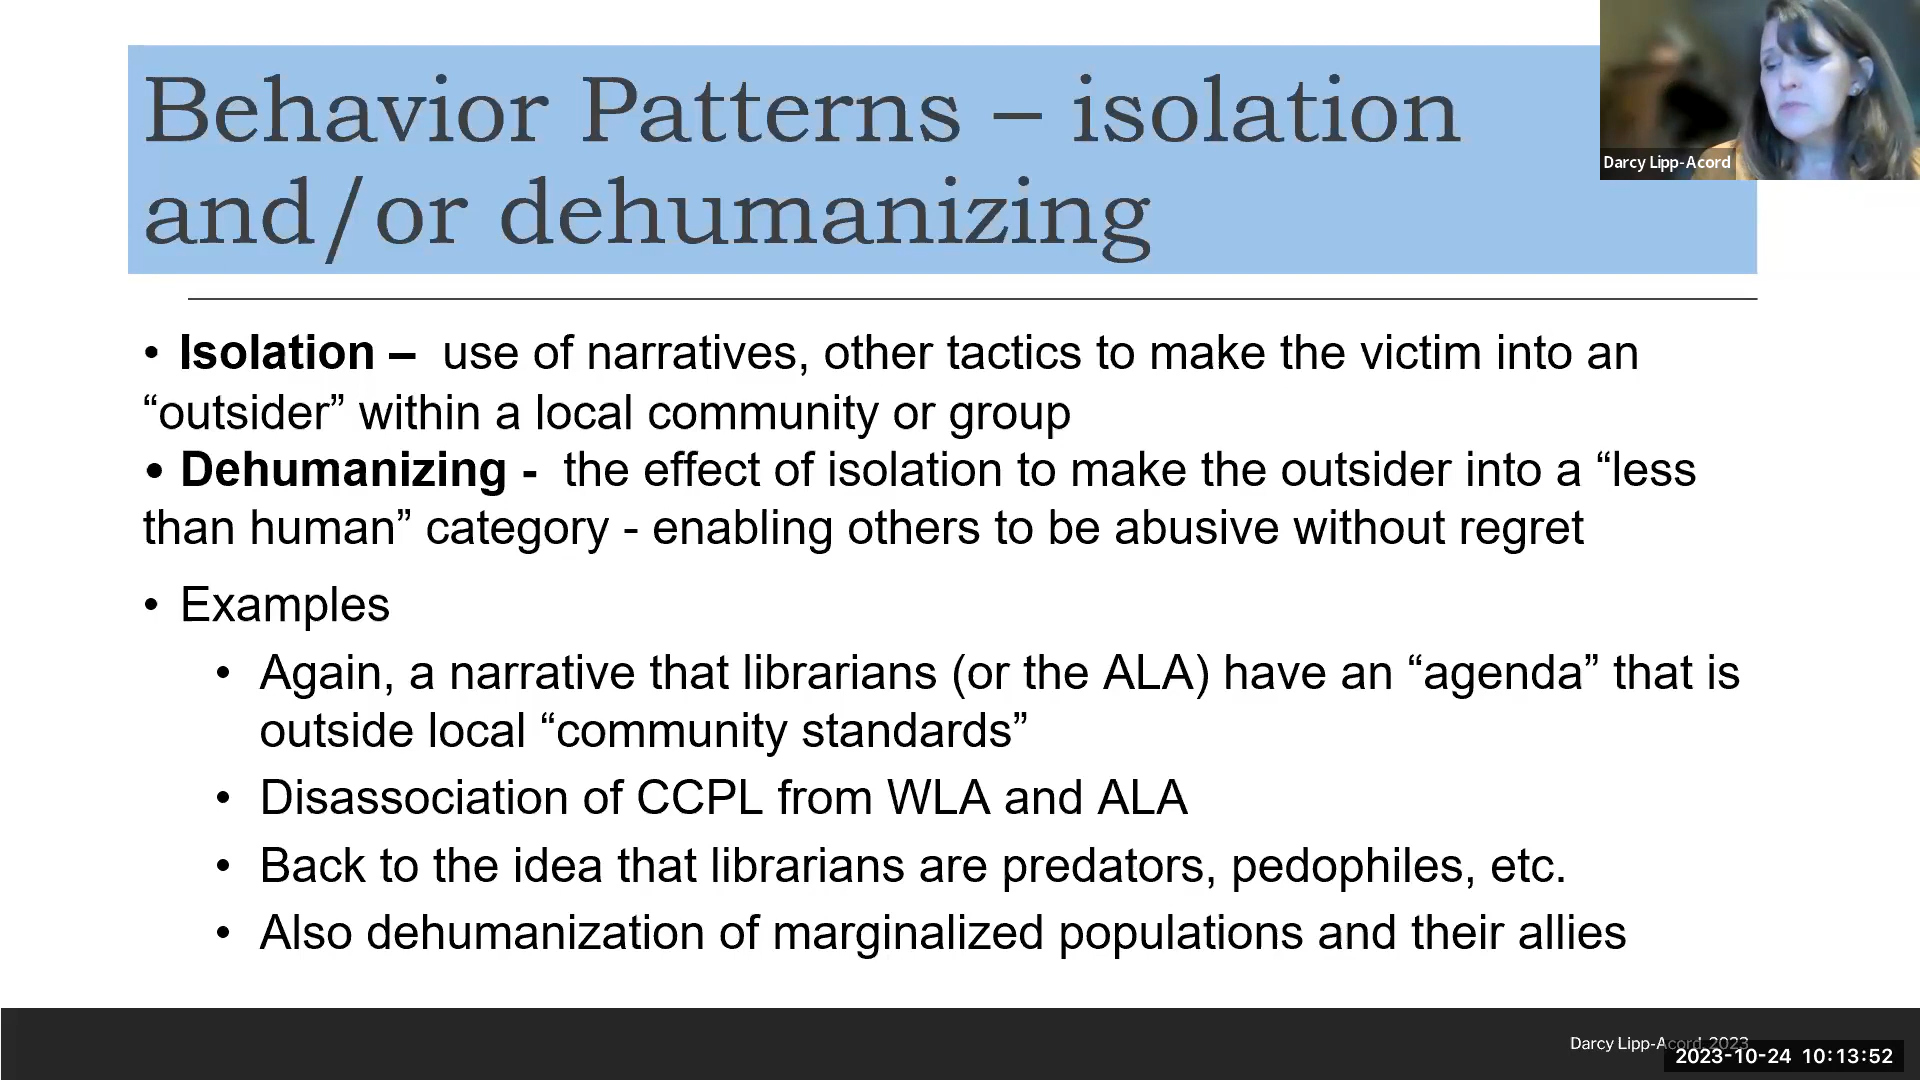 Behavior Patterns – isolation
and/or dehumanizing
Darcy Lipp-Acord
• Isolation – use of narratives, other tactics to make the victim into an
“outsider” within a local community or group
• Dehumanizing - the effect of isolation to make the outsider into a “less
than human” category - enabling others to be abusive without regret
• Examples
• Again, a narrative that librarians (or the ALA) have an “agenda” that is
outside local “community standards”
• Disassociation of CCPL from WLA and ALA
• Back to the idea that librarians are predators, pedophiles, etc.
• Also dehumanization of marginalized populations and their allies
Darcy Lipp-Acord, 2023
2023-10-24 10:13:52